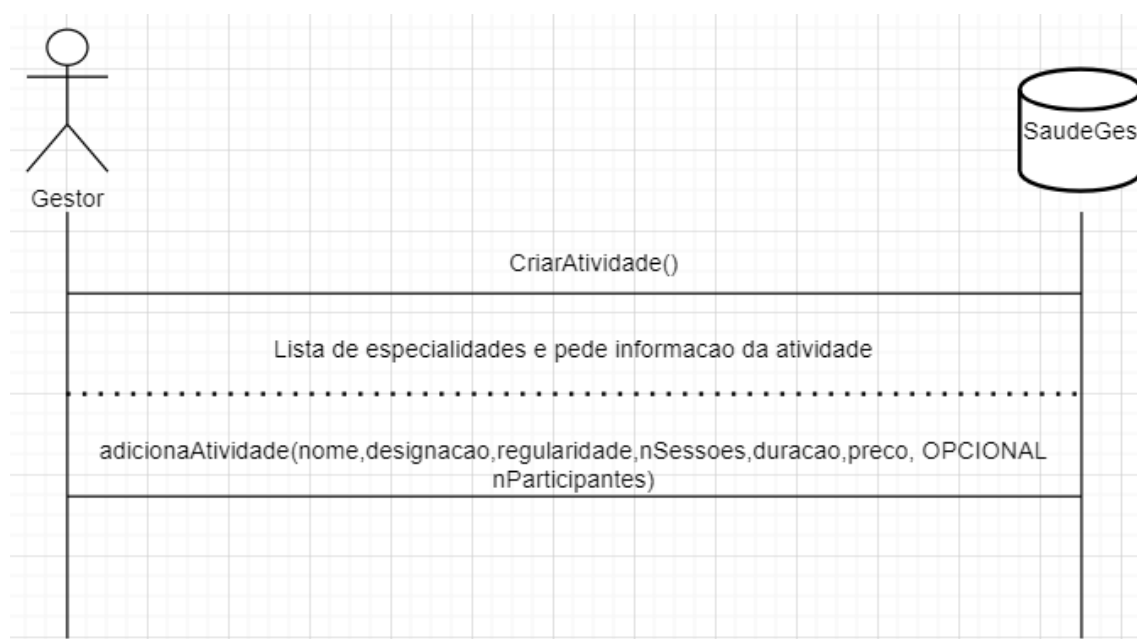 SaudeGes
Gestor
CriarAtividade()
Lista de especialidades e pede informacao da atividade
adicionaAtividade(nome,designacao,regularidade,nSessoes,duracao,preco, OPCIONAL
nParticipantes)